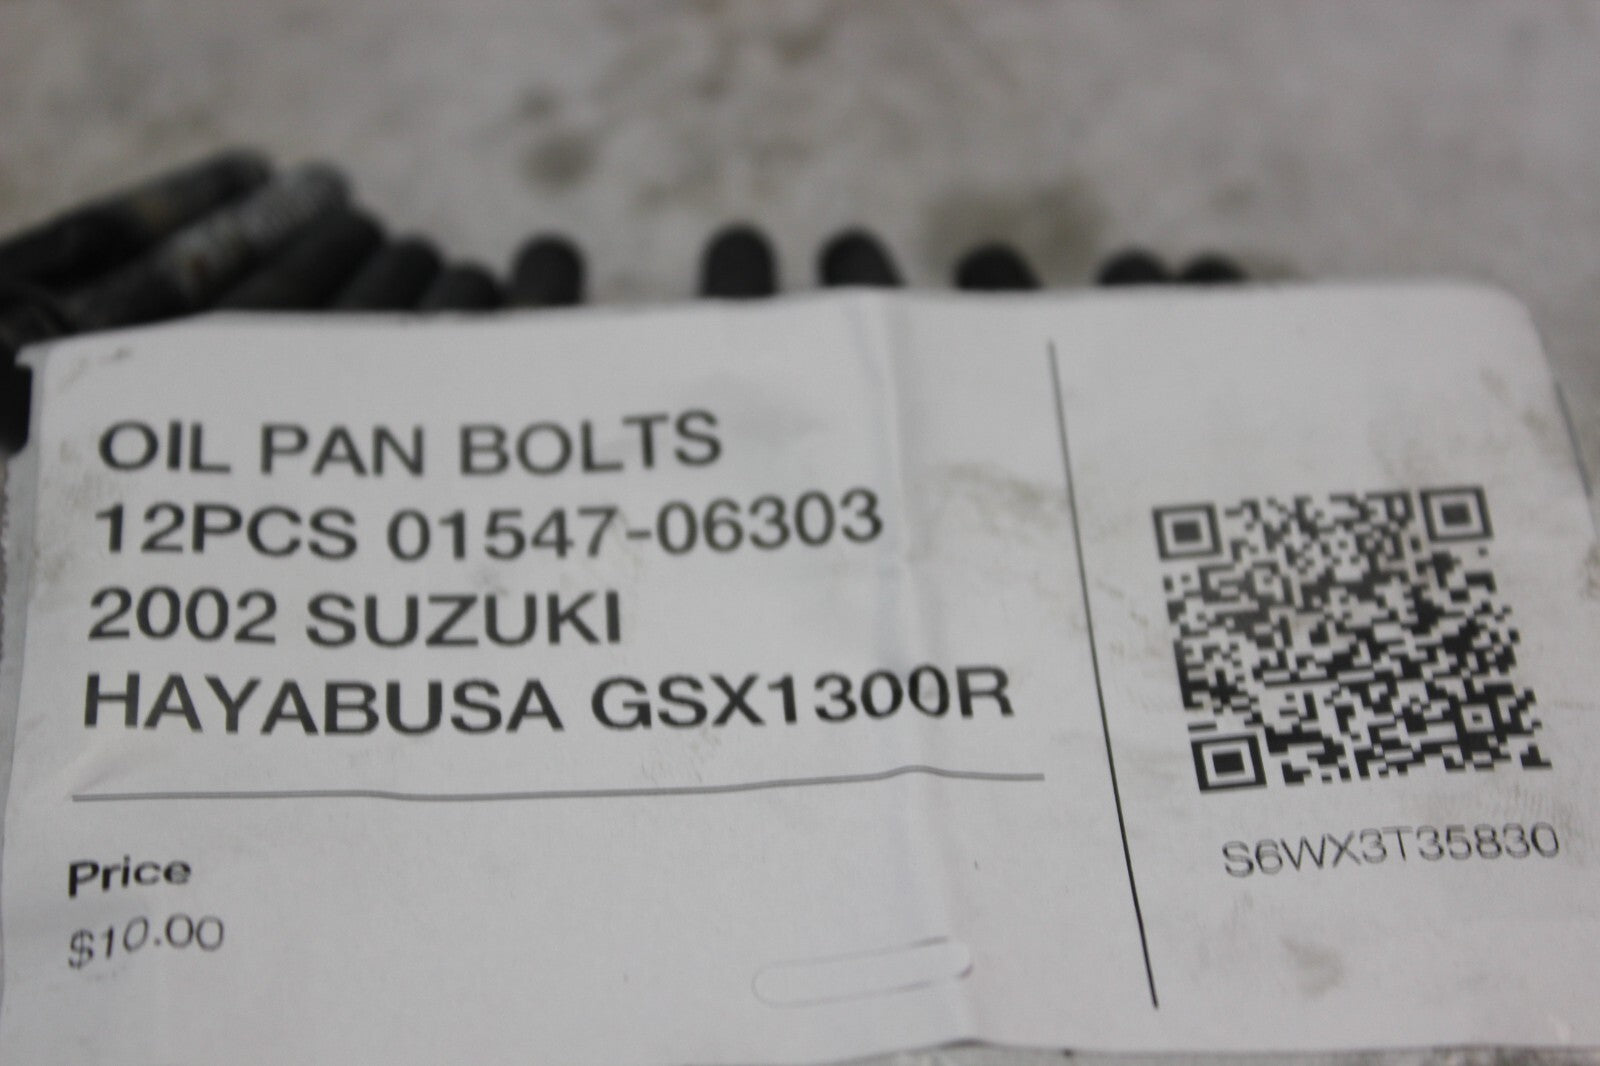 OIL PAN BOLTS
12PCS 01547-06303
2002 SUZUKI
HAYABUSA GSX1300R
Price
$10.00
S6WX3T35830